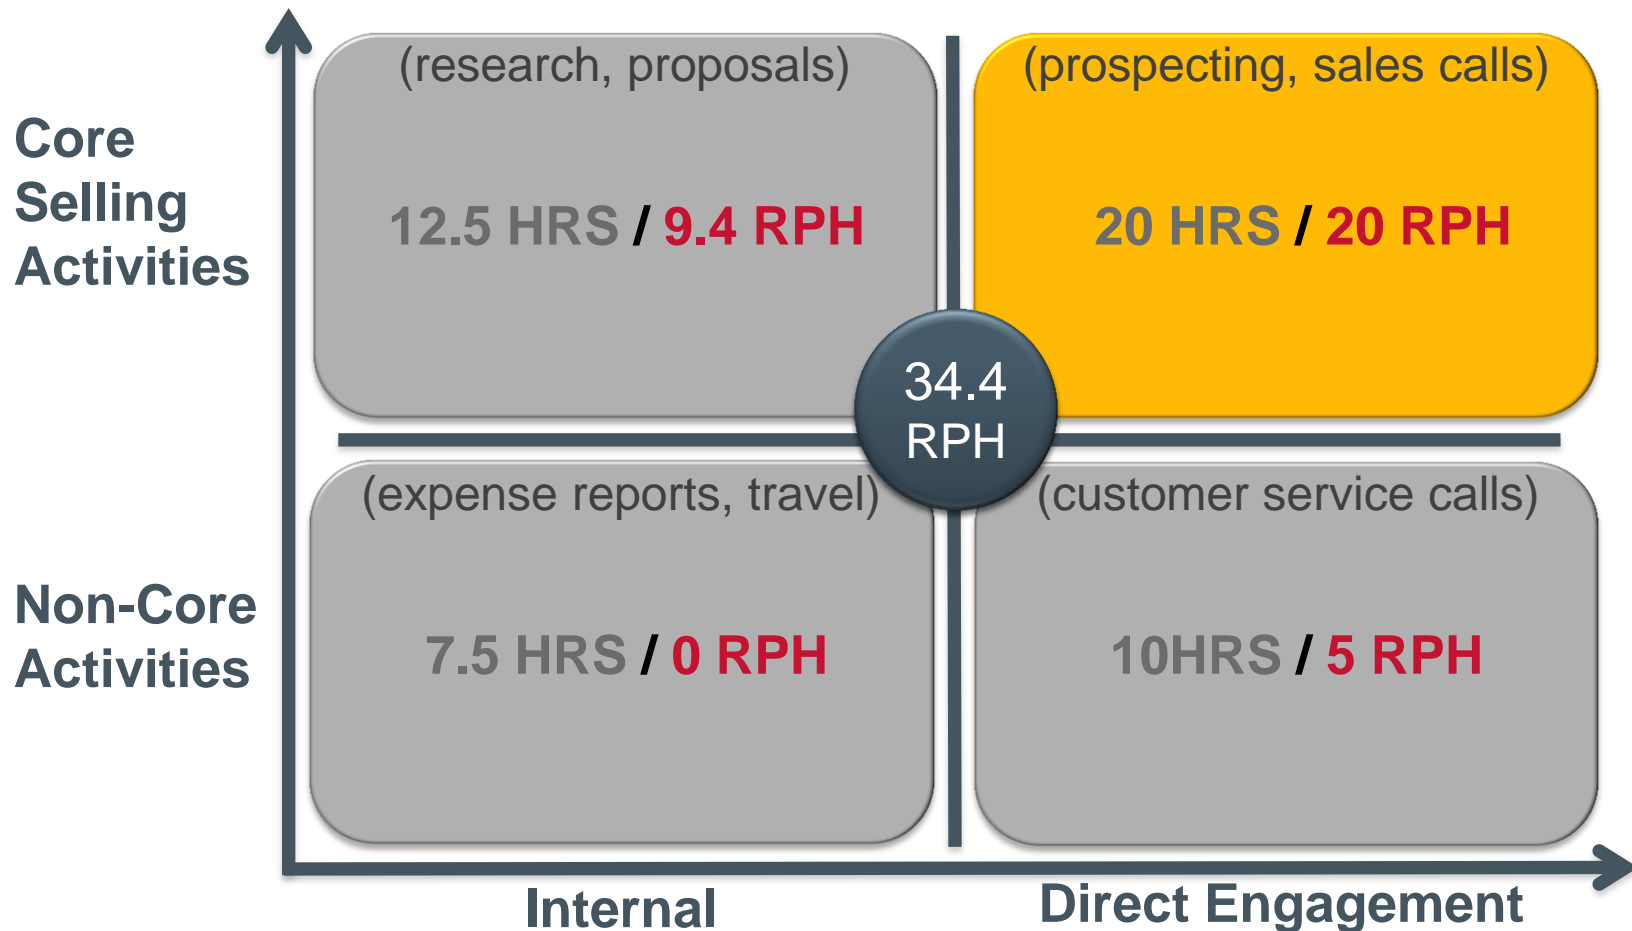 (research, proposals)
(prospecting, sales calls)
Core
Selling
Activities
12.5 HRS / 9.4 RPH
20 HRS / 20 RPH
34.4
RPH
(expense reports, travel)
(customer service calls)
Non-Core
Activities
7.5 HRS / 0 RPH
10HRS / 5 RPH
Internal
Direct Engagement